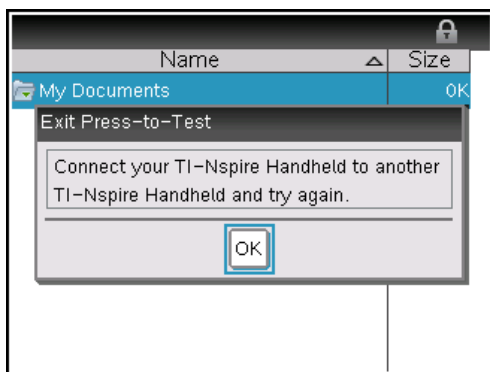 Name Size
My Documents 0K
Exit Press-to-Test
Connect your TI-Nspire Handheld to another
TI-Nspire Handheld and try again.
OK